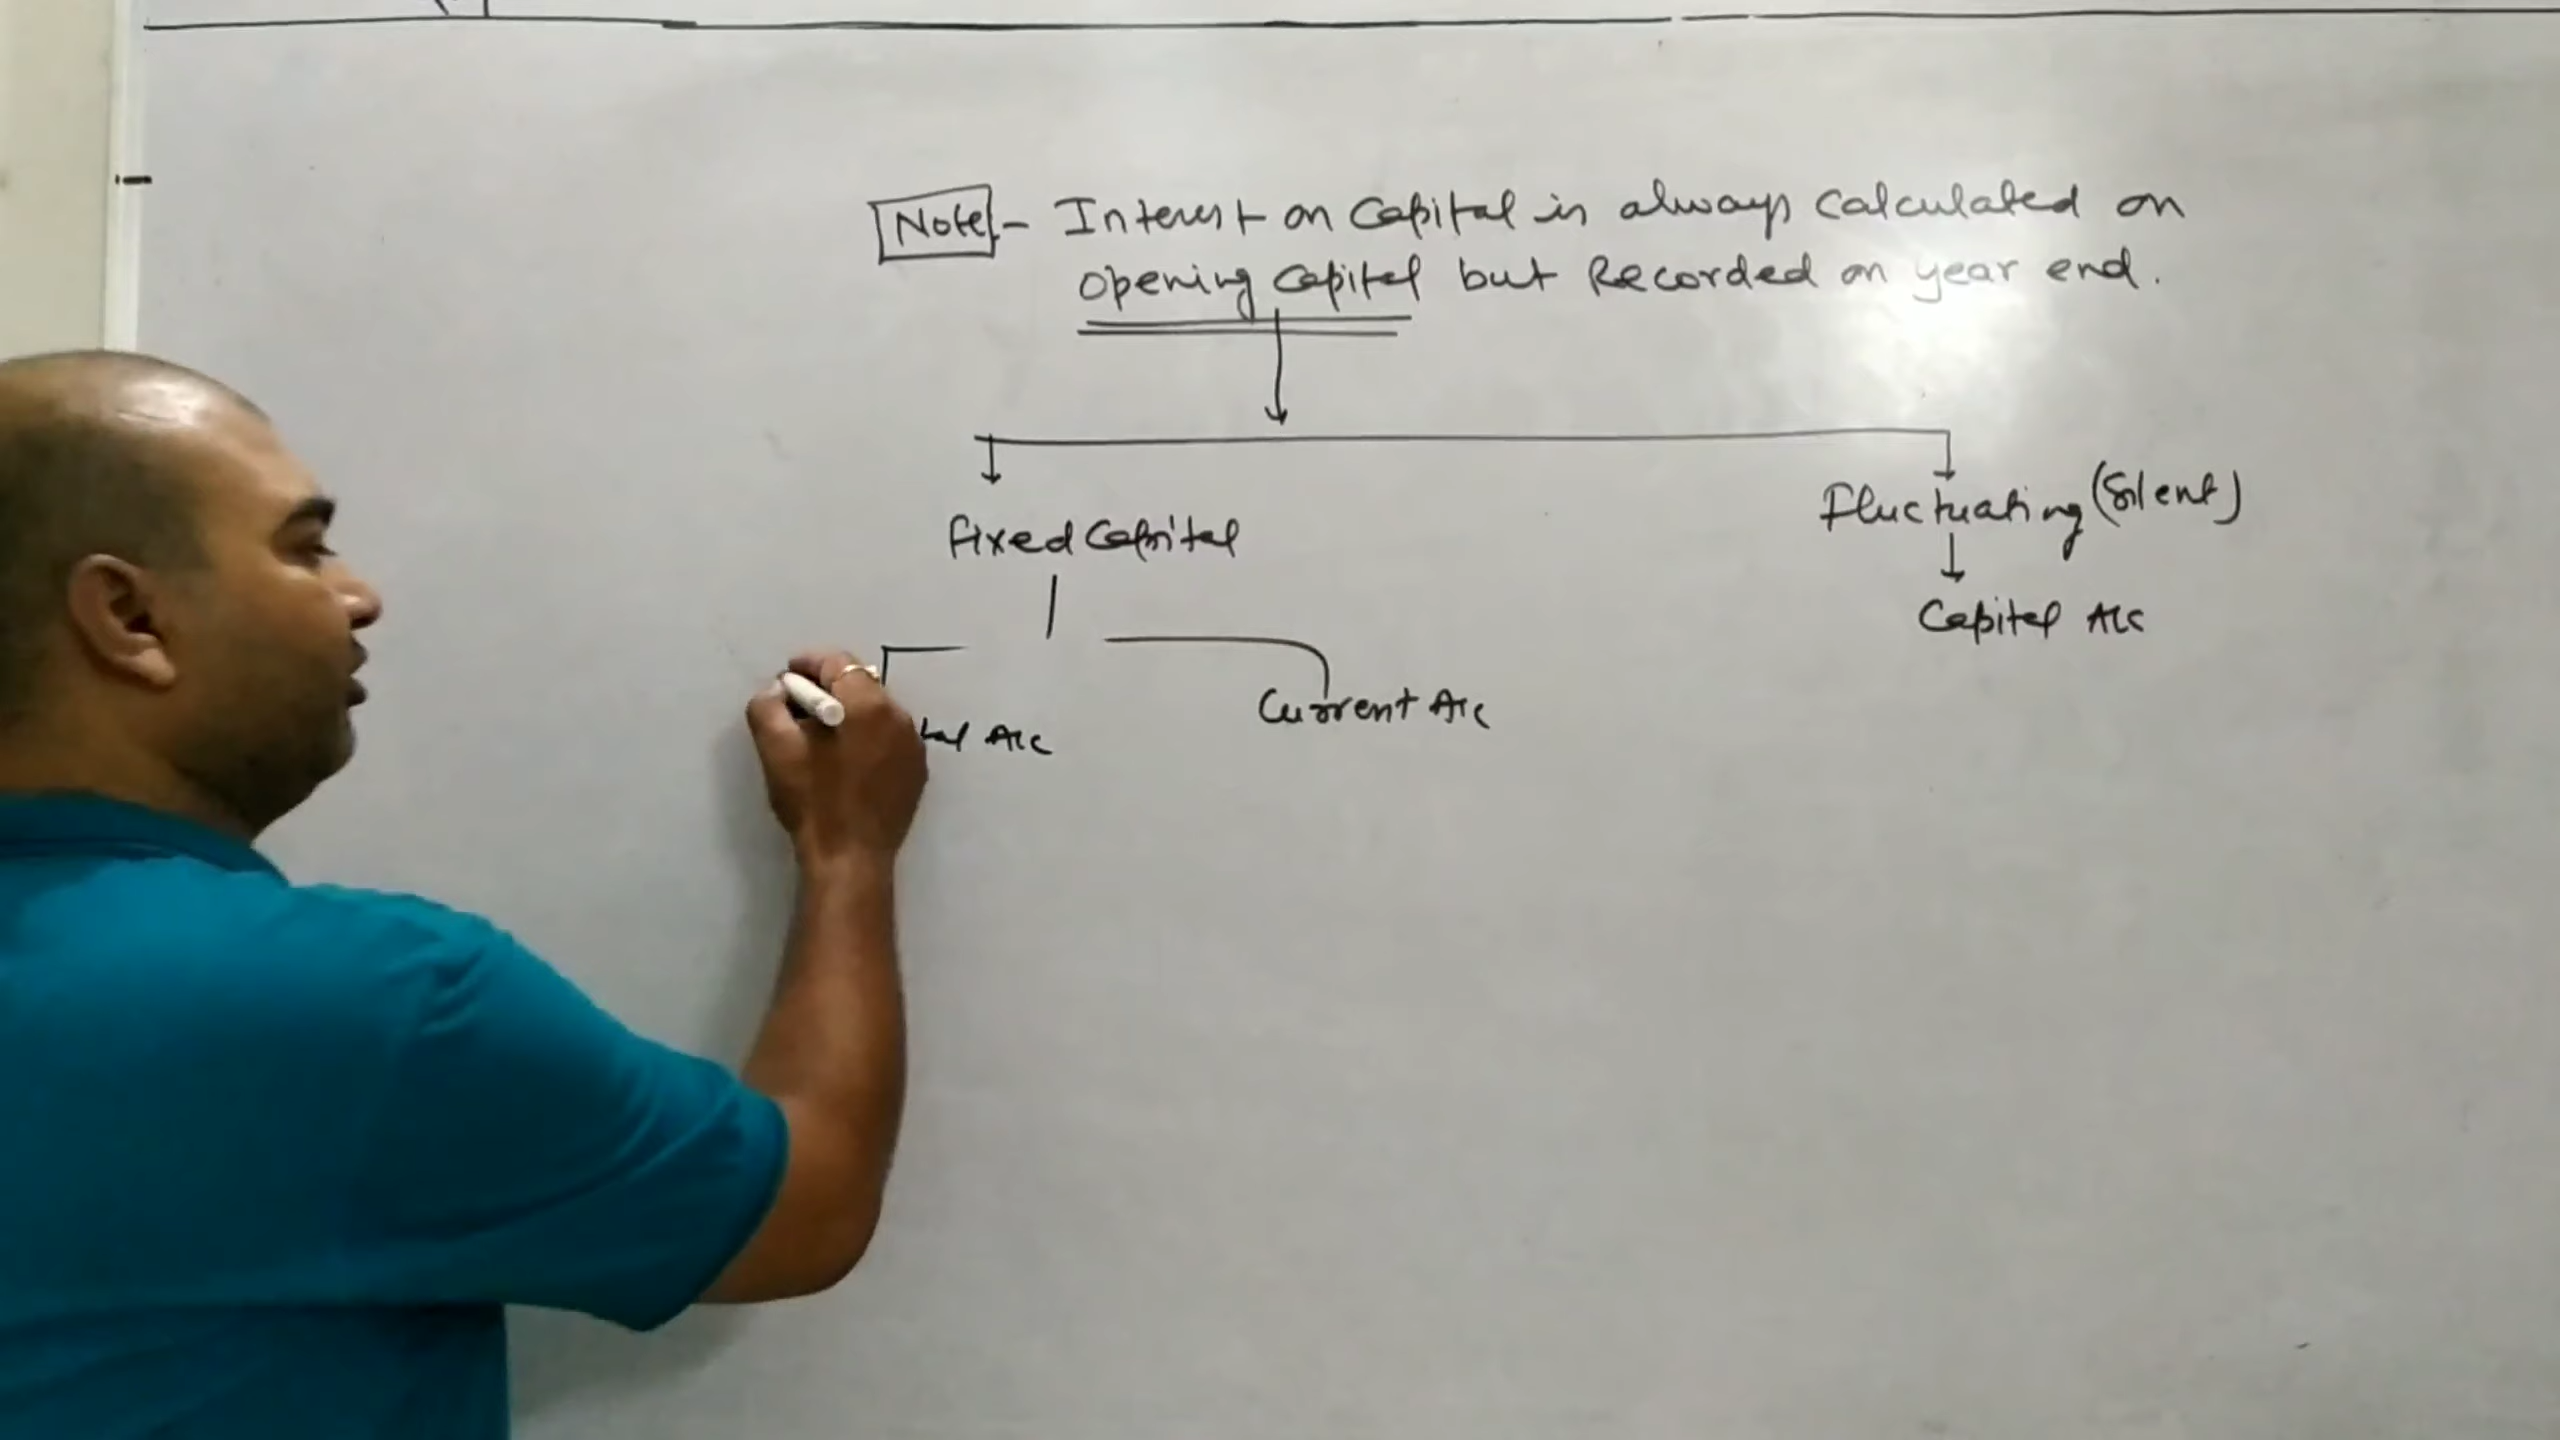 Note - Interest on Capital is always calculated on
opening capital but Recorded on year end.
Fixed Capital
Fluctuating (Silent)
Capital A/c
tal A/c
Current A/c